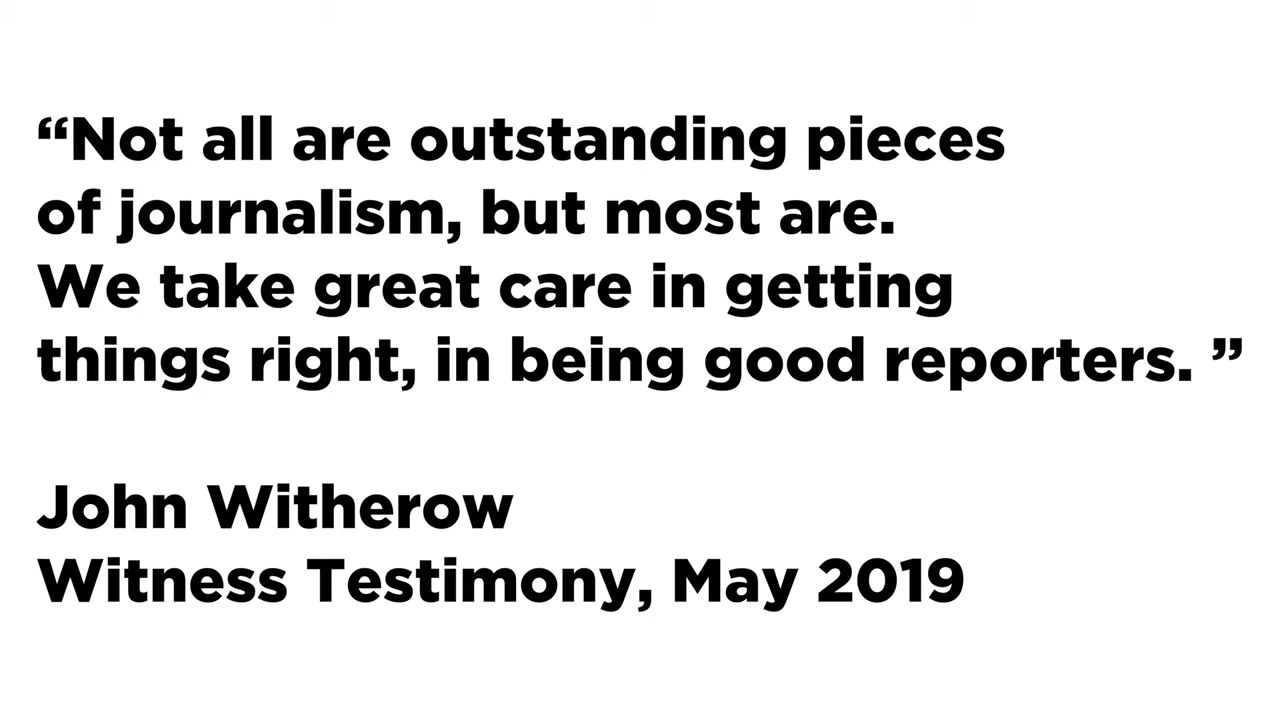 “Not all are outstanding pieces
of journalism, but most are.
We take great care in getting
things right, in being good reporters. ”
John Witherow
Witness Testimony, May 2019